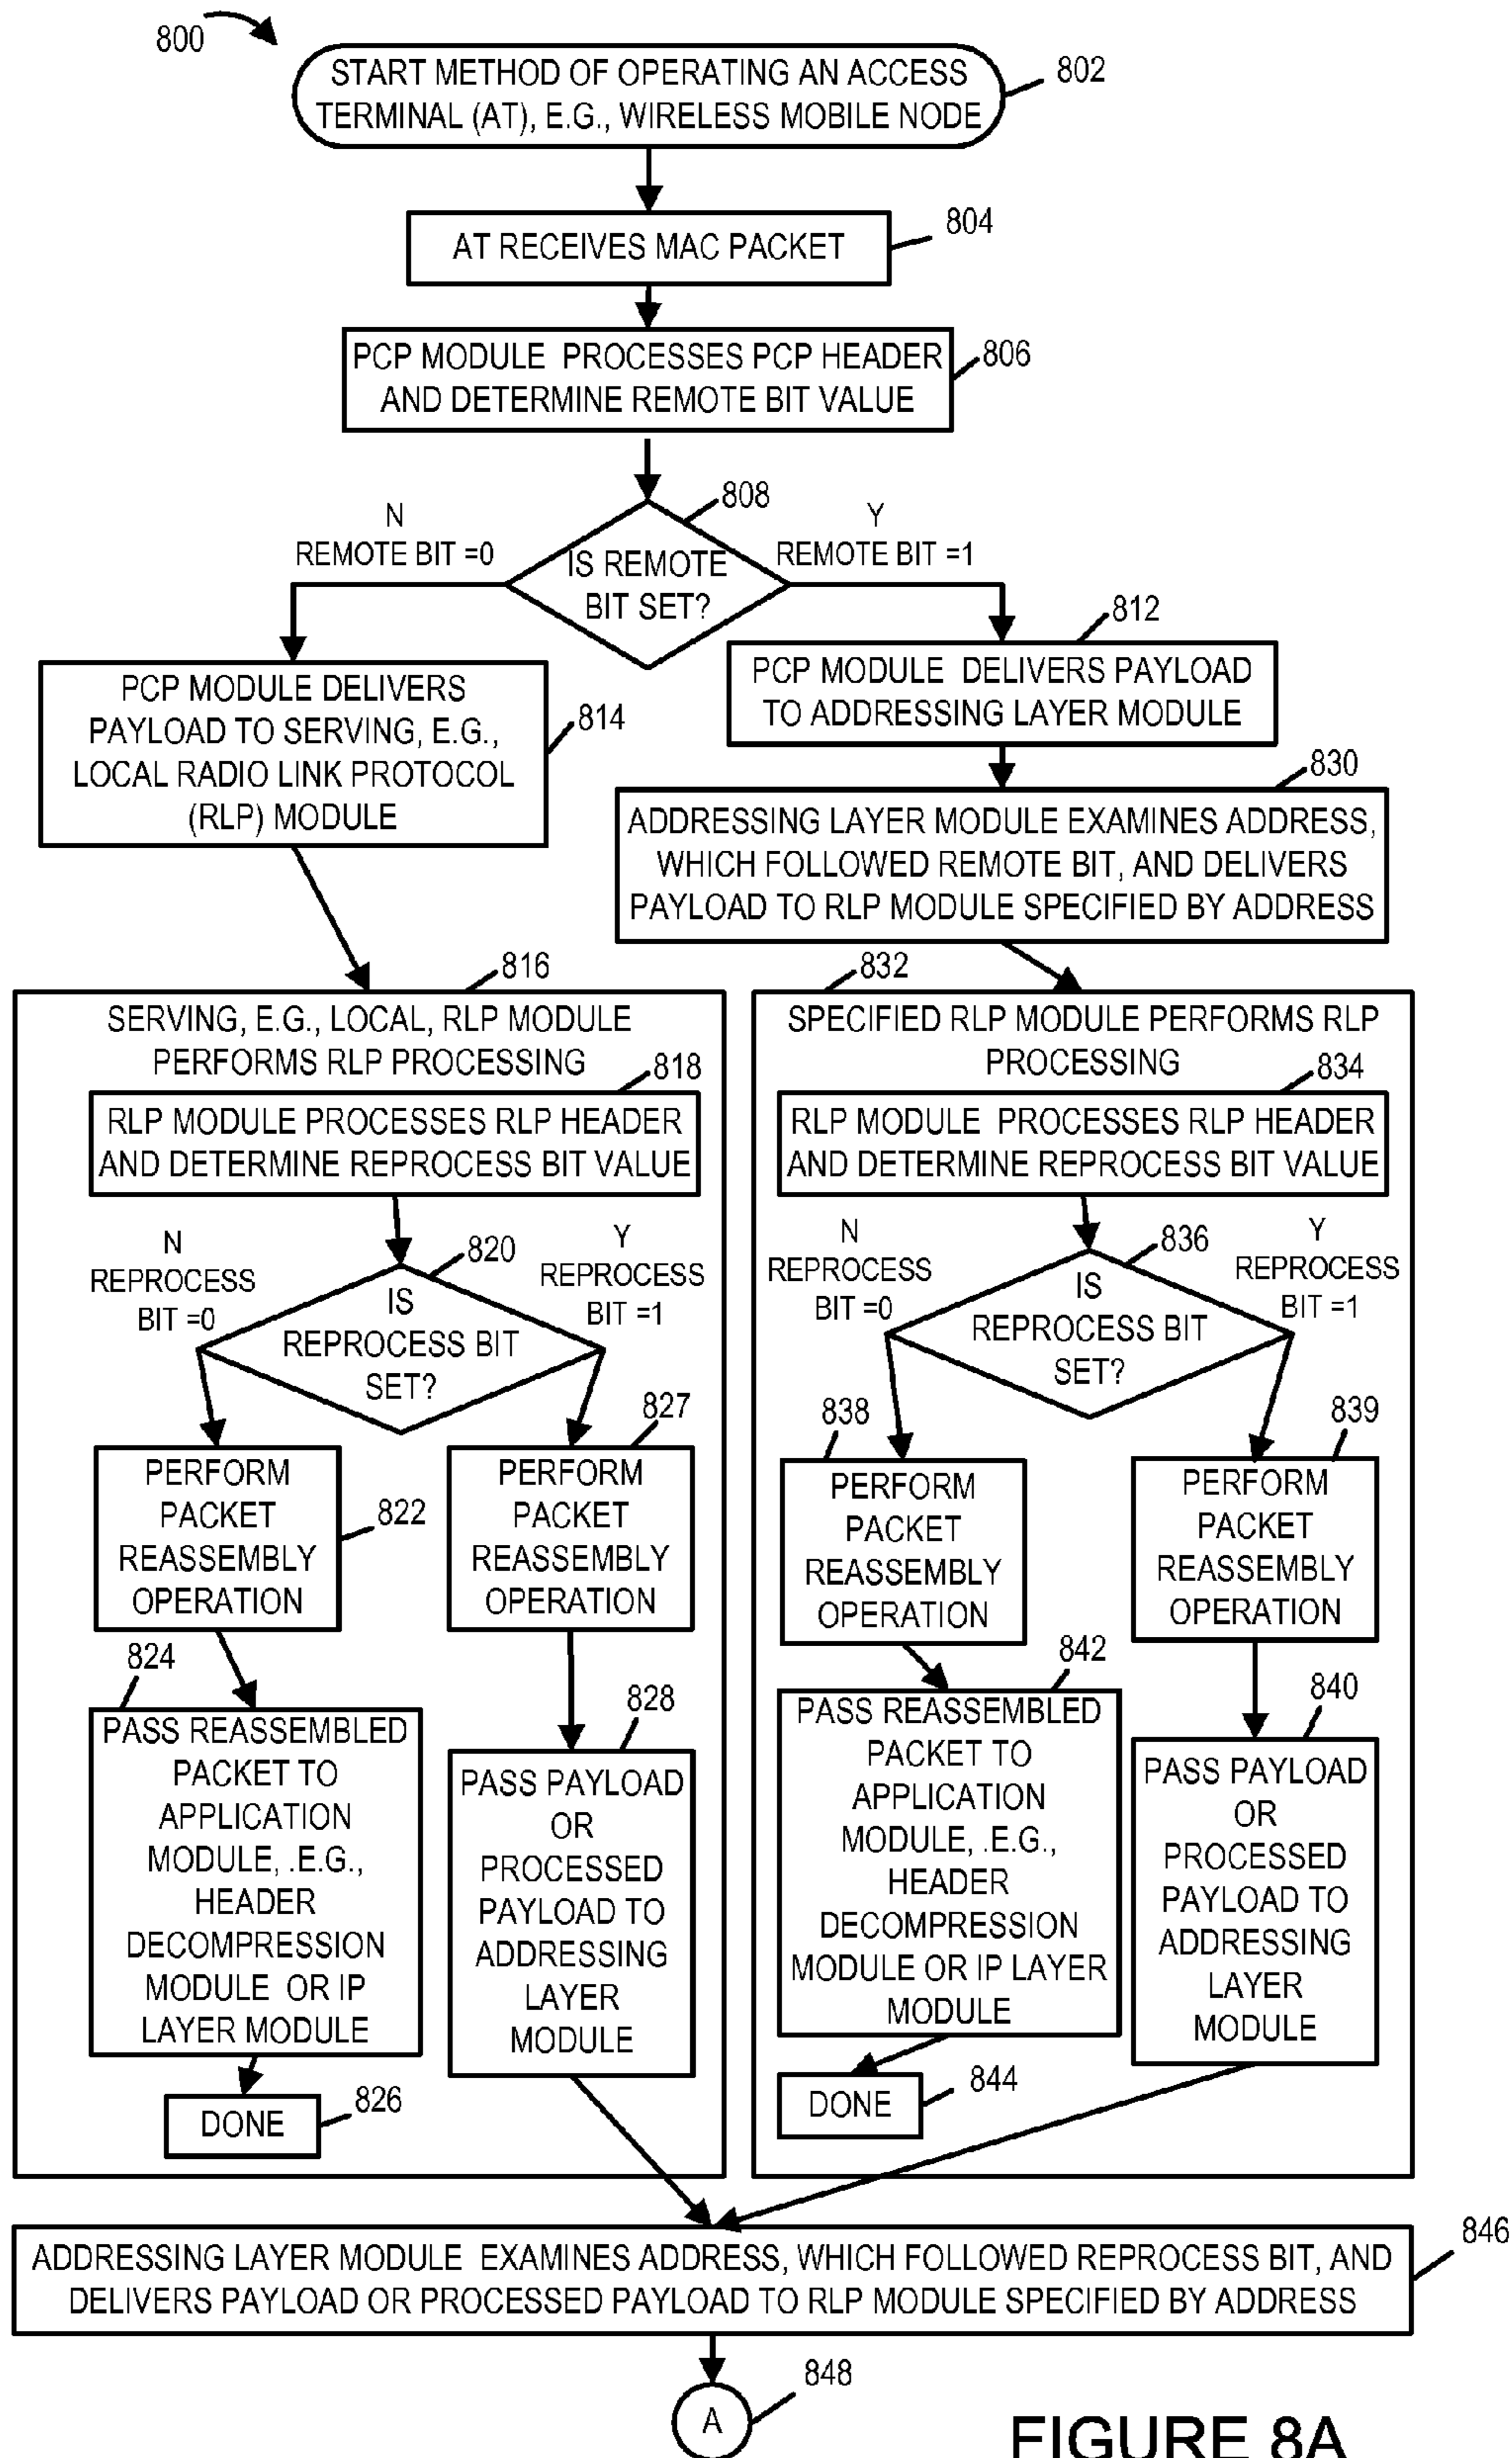 800
START METHOD OF OPERATING AN ACCESS
TERMINAL (AT), E.G., WIRELESS MOBILE NODE
802
AT RECEIVES MAC PACKET
804
PCP MODULE PROCESSES PCP HEADER
AND DETERMINE REMOTE BIT VALUE
806
808
N
REMOTE BIT =0
IS REMOTE
BIT SET?
Y
REMOTE BIT =1
812
PCP MODULE DELIVERS PAYLOAD
TO ADDRESSING LAYER MODULE
PCP MODULE DELIVERS
PAYLOAD TO SERVING, E.G.,
LOCAL RADIO LINK PROTOCOL
(RLP) MODULE
814
830
ADDRESSING LAYER MODULE EXAMINES ADDRESS,
WHICH FOLLOWED REMOTE BIT, AND DELIVERS
PAYLOAD TO RLP MODULE SPECIFIED BY ADDRESS
816
SERVING, E.G., LOCAL, RLP MODULE
PERFORMS RLP PROCESSING
818
RLP MODULE PROCESSES RLP HEADER
AND DETERMINE REPROCESS BIT VALUE
N
REPROCESS
BIT =0
820
IS
REPROCESS BIT
SET?
Y
REPROCESS
BIT =1
PERFORM
PACKET
REASSEMBLY
OPERATION
822
827
PERFORM
PACKET
REASSEMBLY
OPERATION
824
PASS REASSEMBLED
PACKET TO
APPLICATION
MODULE, .E.G.,
HEADER
DECOMPRESSION
MODULE OR IP
LAYER MODULE
828
PASS PAYLOAD
OR
PROCESSED
PAYLOAD TO
ADDRESSING
LAYER
MODULE
DONE
826
832
SPECIFIED RLP MODULE PERFORMS RLP
PROCESSING
834
RLP MODULE PROCESSES RLP HEADER
AND DETERMINE REPROCESS BIT VALUE
N
REPROCESS
BIT =0
836
IS
REPROCESS BIT
SET?
Y
REPROCESS
BIT =1
838
PERFORM
PACKET
REASSEMBLY
OPERATION
839
PERFORM
PACKET
REASSEMBLY
OPERATION
842
PASS REASSEMBLED
PACKET TO
APPLICATION
MODULE, .E.G.,
HEADER
DECOMPRESSION
MODULE OR IP LAYER
MODULE
840
PASS PAYLOAD
OR
PROCESSED
PAYLOAD TO
ADDRESSING
LAYER
MODULE
DONE
844
846
ADDRESSING LAYER MODULE EXAMINES ADDRESS, WHICH FOLLOWED REPROCESS BIT, AND
DELIVERS PAYLOAD OR PROCESSED PAYLOAD TO RLP MODULE SPECIFIED BY ADDRESS
A
848
FIGURE 8A